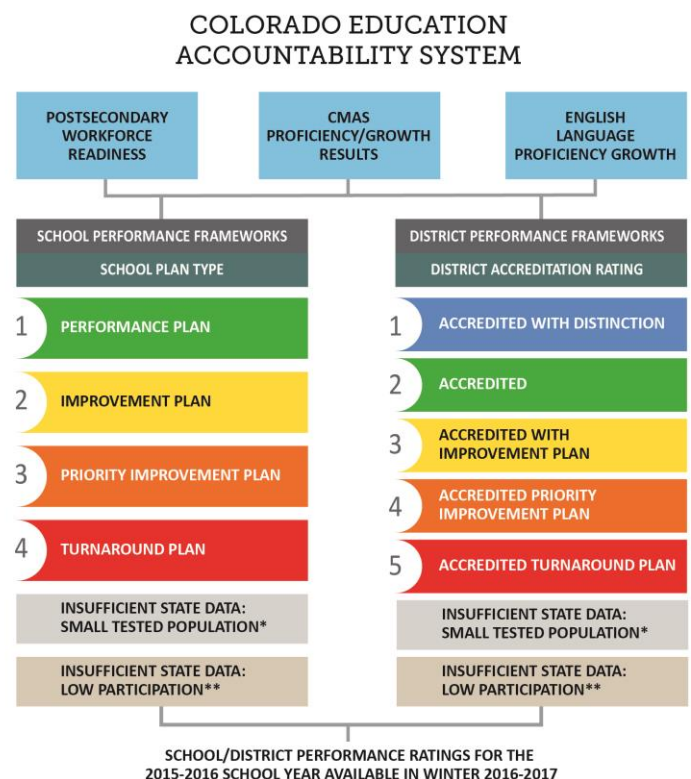 COLORADO EDUCATION
ACCOUNTABILITY SYSTEM
POSTSECONDARY
WORKFORCE
READINESS
CMAS
PROFICIENCY/GROWTH
RESULTS
ENGLISH
LANGUAGE
PROFICIENCY GROWTH
SCHOOL PERFORMANCE FRAMEWORKS
SCHOOL PLAN TYPE
1 PERFORMANCE PLAN
2 IMPROVEMENT PLAN
3 PRIORITY IMPROVEMENT PLAN
4 TURNAROUND PLAN
INSUFFICIENT STATE DATA:
SMALL TESTED POPULATION*
INSUFFICIENT STATE DATA:
LOW PARTICIPATION**
DISTRICT PERFORMANCE FRAMEWORKS
DISTRICT ACCREDITATION RATING
1 ACCREDITED WITH DISTINCTION
2 ACCREDITED
3 ACCREDITED WITH
IMPROVEMENT PLAN
4 ACCREDITED PRIORITY
IMPROVEMENT PLAN
5 ACCREDITED TURNAROUND PLAN
INSUFFICIENT STATE DATA:
SMALL TESTED POPULATION*
INSUFFICIENT STATE DATA:
LOW PARTICIPATION**
SCHOOL/DISTRICT PERFORMANCE RATINGS FOR THE
2015-2016 SCHOOL YEAR AVAILABLE IN WINTER 2016-2017